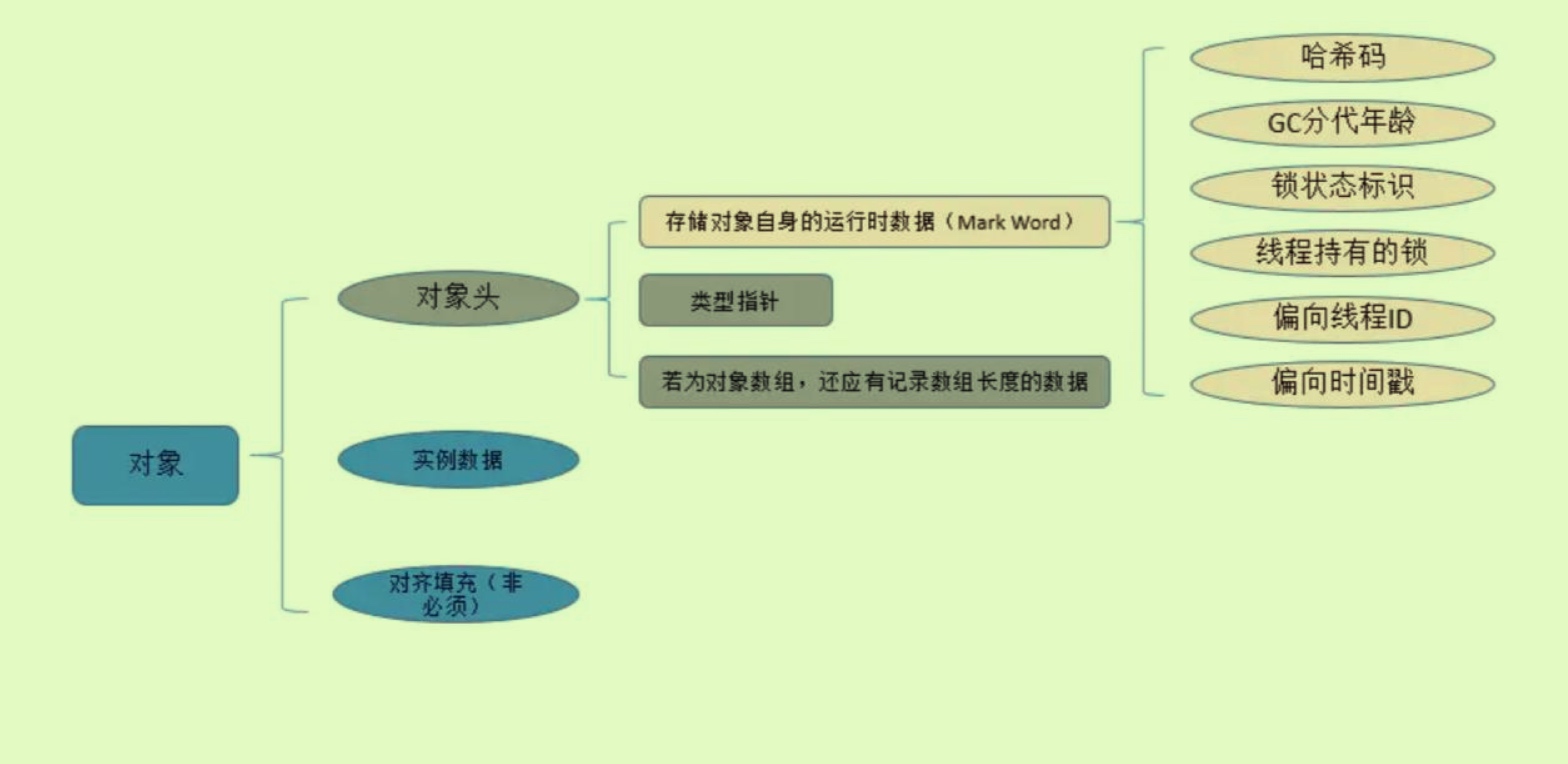 哈希码
GC分代年龄
锁状态标识
存储对象自身的运行时数据（Mark Word）
线程持有的锁
对象头
类型指针
偏向线程ID
若为对象数组，还应有记录数组长度的数据
偏向时间戳
对象
实例数据
对齐填充（非
必须）